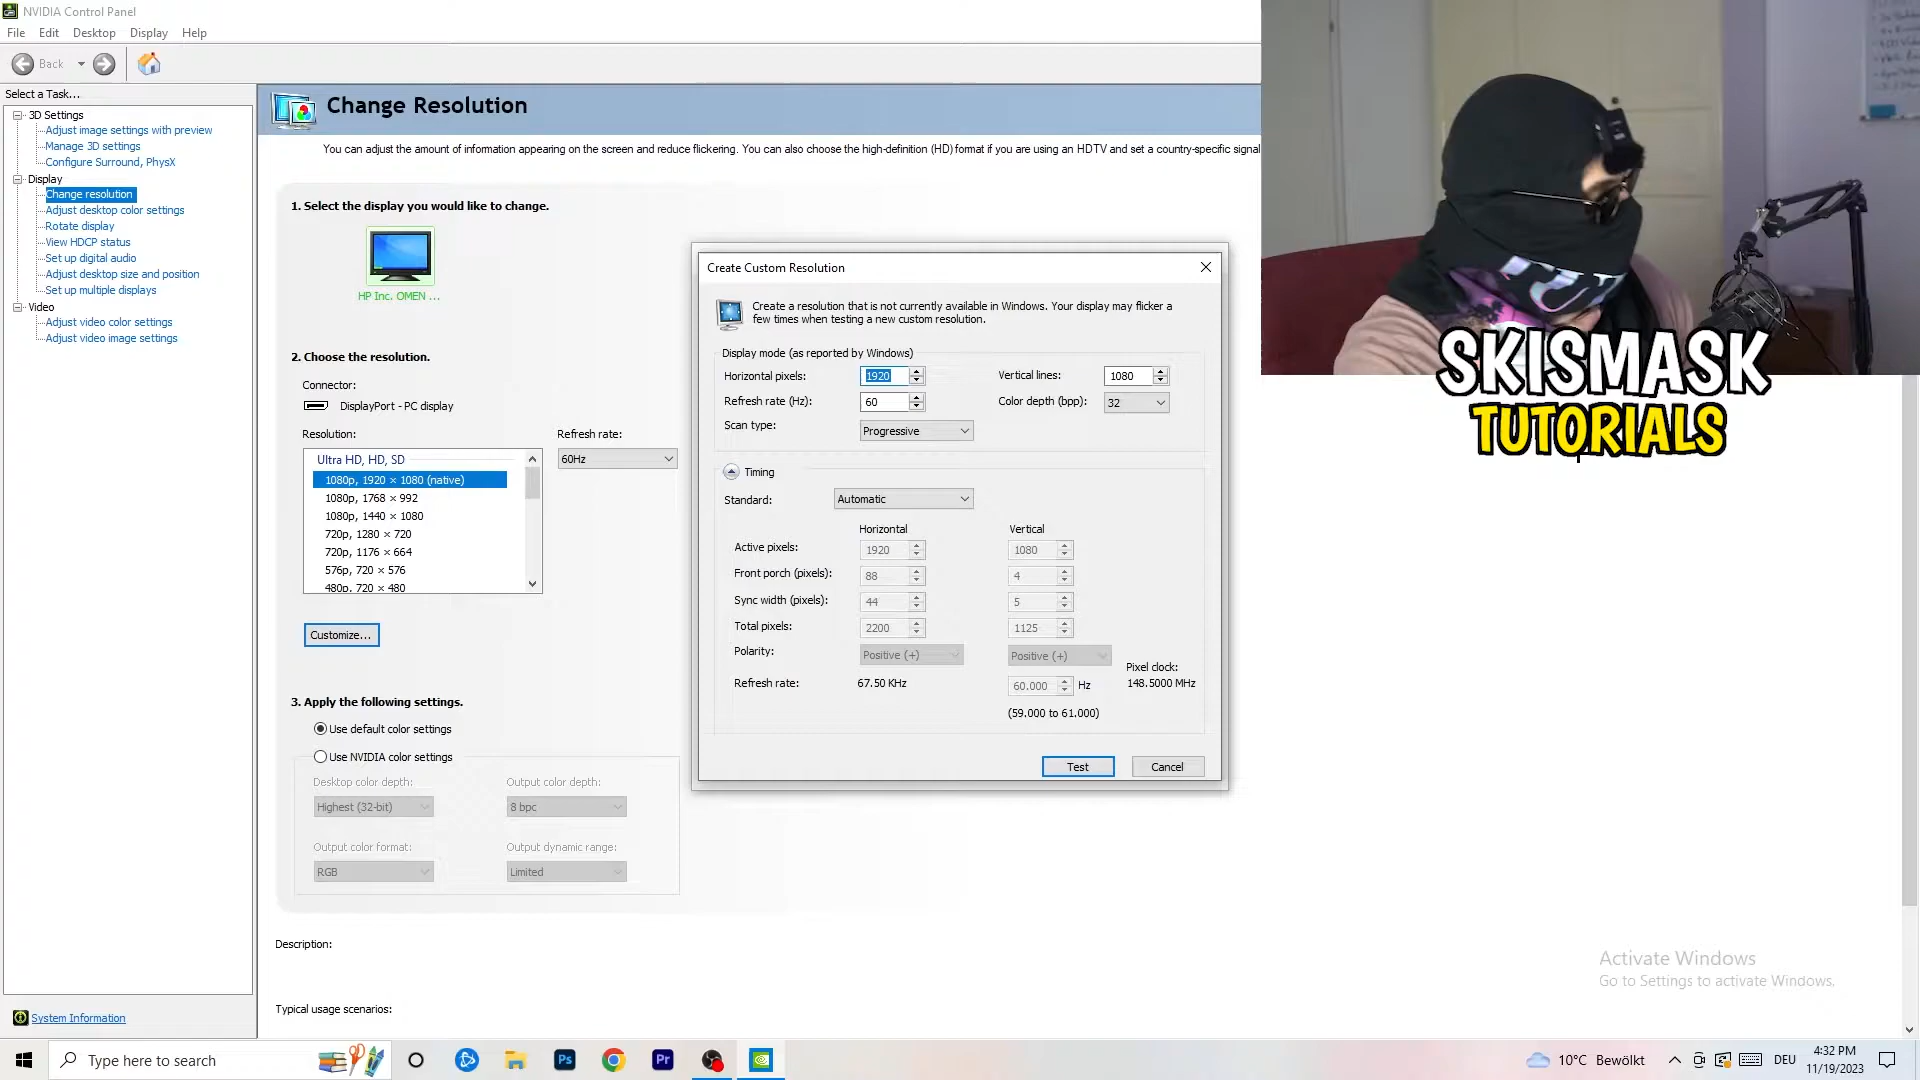 NVIDIA Control Panel
File Edit Desktop Display Help
Back
Select a Task...
3D Settings
Adjust image settings with preview
Manage 3D settings
Configure Surround, PhysX
Display
Change resolution
Adjust desktop color settings
Rotate display
View HDCP status
Set up digital audio
Adjust desktop size and position
Set up multiple displays
Video
Adjust video color settings
Adjust video image settings
System Information
Change Resolution
You can adjust the amount of information appearing on the screen and reduce flickering. You can also choose the high-definition (HD) format if you are using an HDTV and set a country-specific signal
1. Select the display you would like to change.
HP Inc. OMEN ...
2. Choose the resolution.
Connector:
DisplayPort - PC display
Resolution:
Refresh rate:
60Hz
Ultra HD, HD, SD
1080p, 1920 × 1080 (native)
1080p, 1768 × 992
1080p, 1440 × 1080
720p, 1280 × 720
720p, 1176 × 664
576p, 720 × 576
480p, 720 × 480
Customize...
3. Apply the following settings.
Use default color settings
Use NVIDIA color settings
Desktop color depth: Output color depth:
Highest (32-bit) 8 bpc
Output color format: Output dynamic range:
RGB Limited
Description:
Typical usage scenarios:
Create Custom Resolution
Create a resolution that is not currently available in Windows. Your display may flicker a
few times when testing a new custom resolution.
Display mode (as reported by Windows)
Horizontal pixels: 1920 Vertical lines: 1080
Refresh rate (Hz): 60 Color depth (bpp): 32
Scan type: Progressive
Timing
Standard: Automatic
Horizontal Vertical
Active pixels: 1920 1080
Front porch (pixels): 88 4
Sync width (pixels): 44 5
Total pixels: 2200 1125
Polarity: Positive (+) Positive (+)
Pixel clock:
Refresh rate: 67.50 KHz 60.000 Hz 148.5000 MHz
(59.000 to 61.000)
Test Cancel
SKISMASK
TUTORIALS
Activate Windows
Go to Settings to activate Windows.
Type here to search
Ps
Pr
10°C Bewölkt
DEU
4:32 PM
11/19/2023